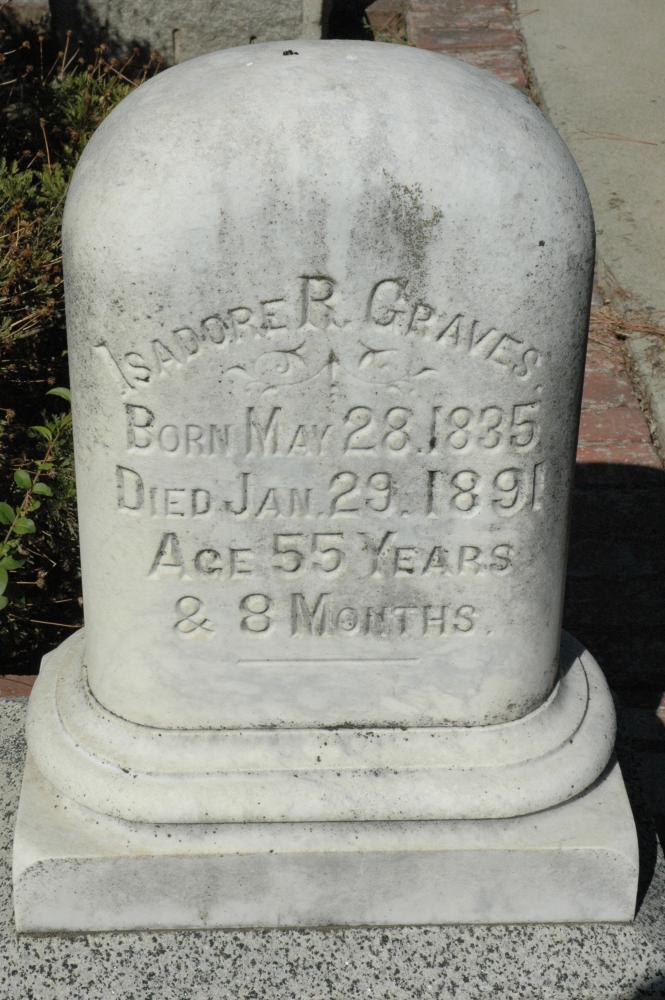 ISADORE R. GRAVES.
BORN MAY 28. 1835
DIED JAN. 29. 1891
AGE 55 YEARS
& 8 MONTHS.